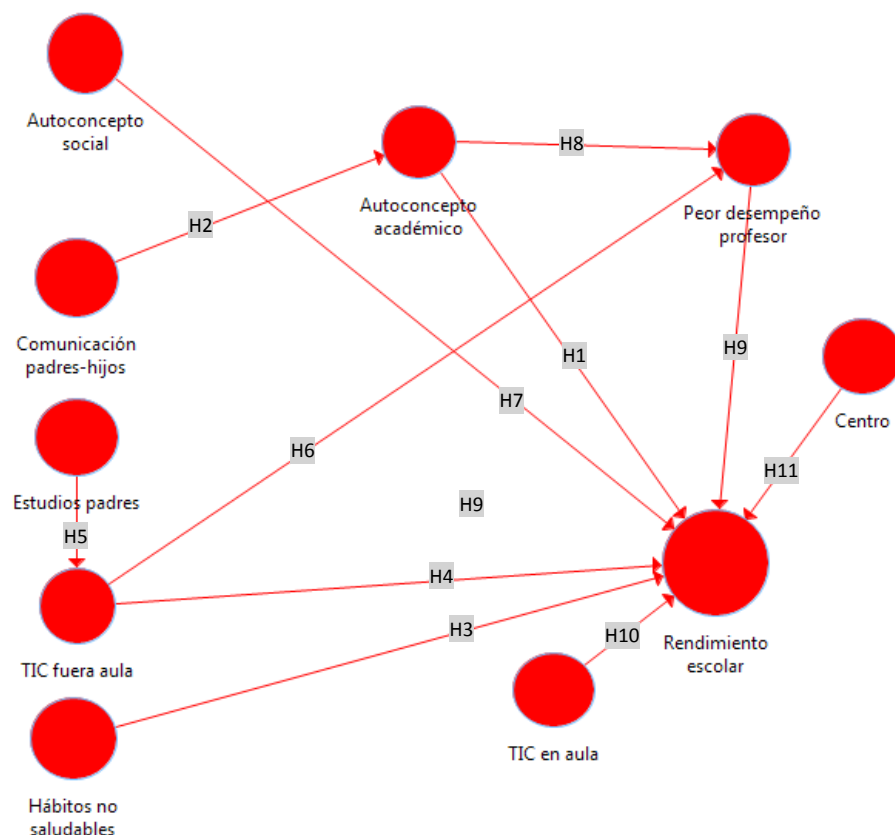 Autoconcepto
social
H8
Autoconcepto
académico
Peor desempeño
profesor
H2
Comunicación
padres-hijos
H1
H9
H7
Centro
H6
H11
Estudios padres
H9
H5
H4
H3
H10
Rendimiento
escolar
TIC fuera aula
TIC en aula
Hábitos no
saludables